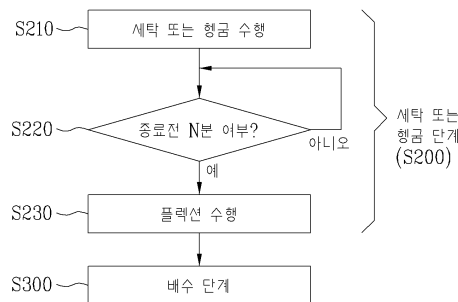 S210
세탁 또는 헹굼 수행
S220
종료전 N분 여부?
아니오
예
세탁 또는
헹굼 단계
(S200)
S230
플렉션 수행
S300
배수 단계